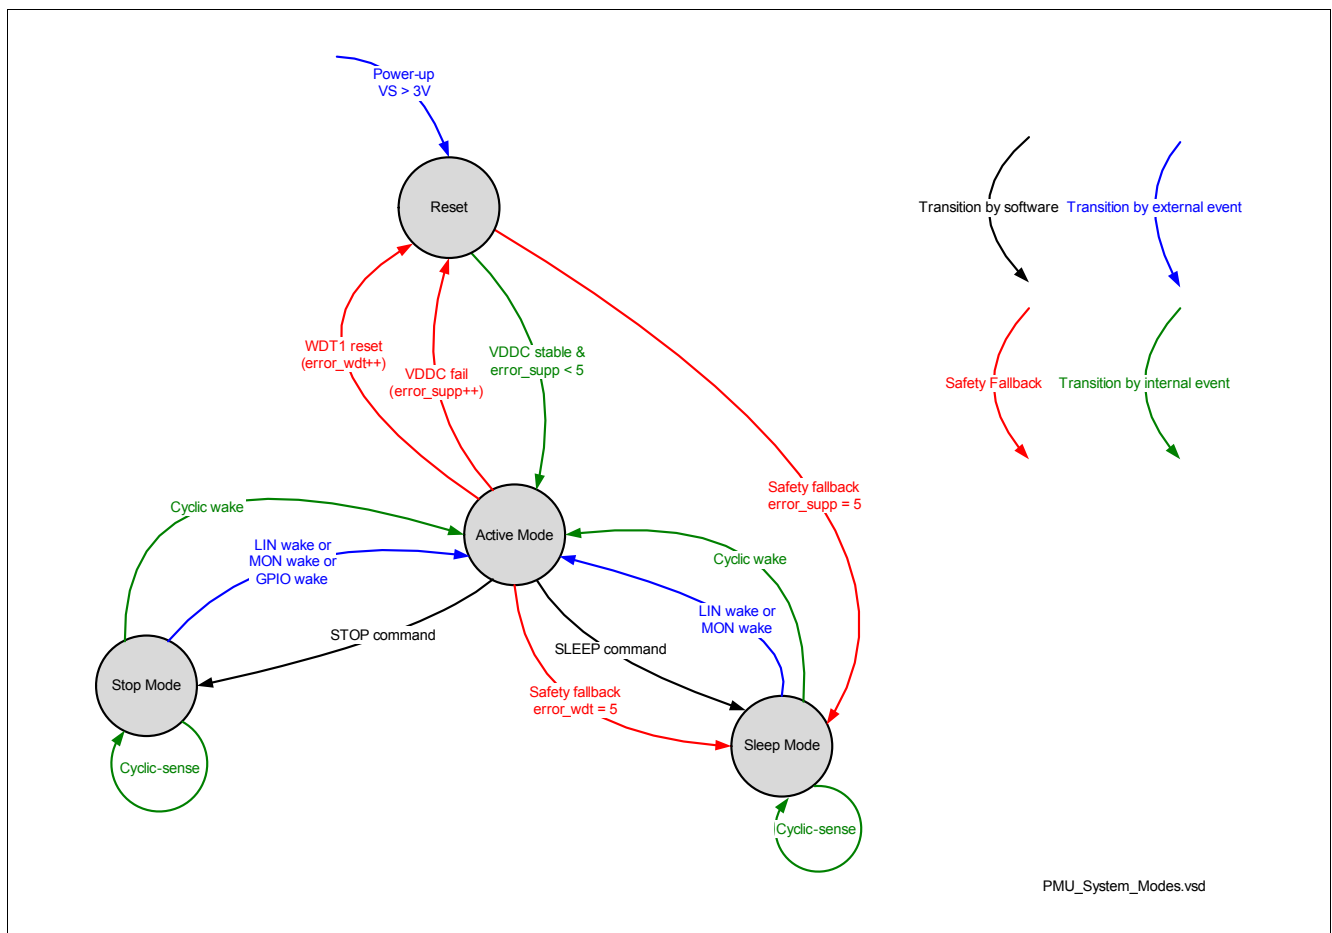 Power-up
VS > 3V
Reset
Transition by software
Transition by external event
WDT1 reset
(error_wdt++)
VDDC fail
(error_supp++)
VDDC stable &
error_supp < 5
Safety Fallback
Transition by internal event
Safety fallback
error_supp = 5
Cyclic wake
Active Mode
LIN wake or
MON wake or
GPIO wake
Cyclic wake
LIN wake or
MON wake
STOP command
SLEEP command
Stop Mode
Safety fallback
error_wdt = 5
Sleep Mode
Cyclic-sense
Cyclic-sense
PMU_System_Modes.vsd